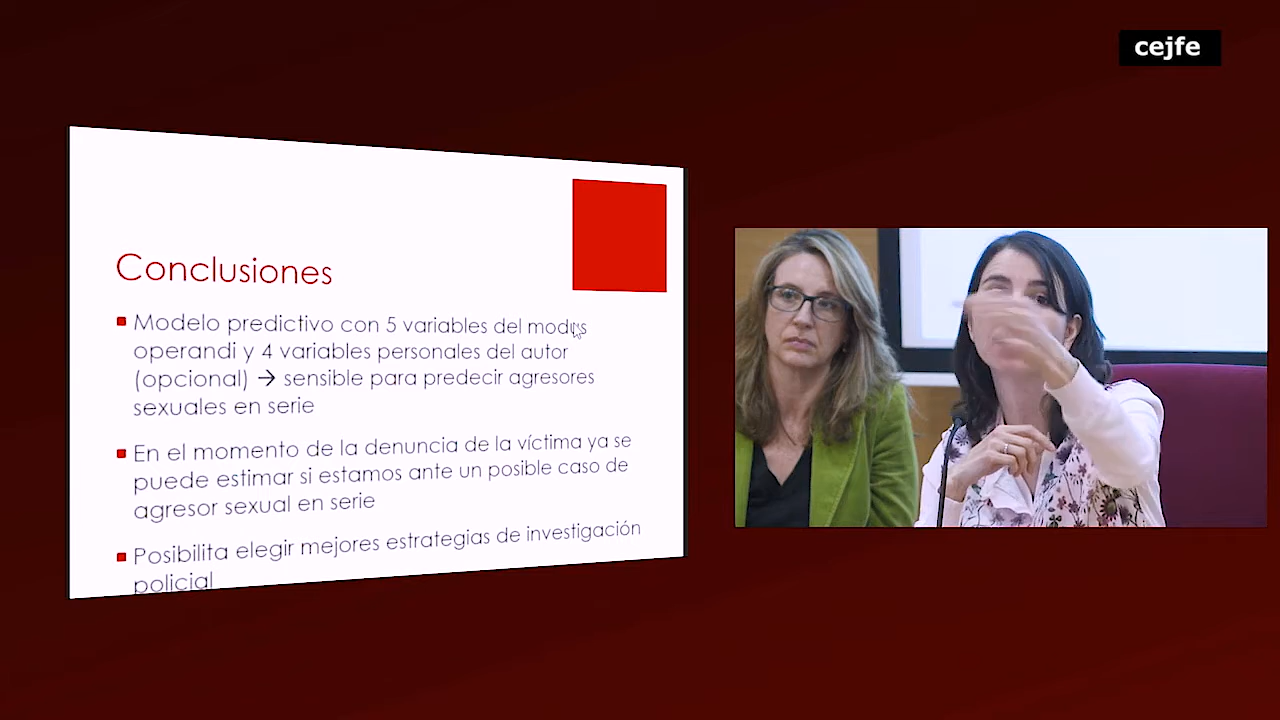 cejfe
Conclusiones
Modelo predictivo con 5 variables del modus
operandi y 4 variables personales del autor
(opcional) → sensible para predecir agresores
sexuales en serie
En el momento de la denuncia de la víctima ya se
puede estimar si estamos ante un posible caso de
agresor sexual en serie
Posibilita elegir mejores estrategias de investigación
policial